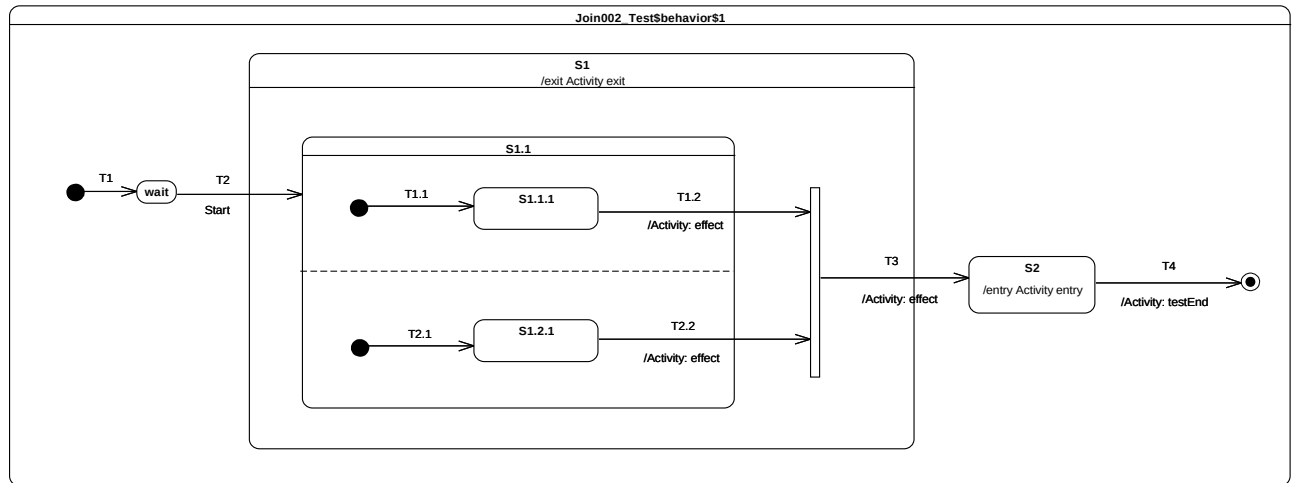 Join002_Test$behavior$1
S1
/exit Activity exit
S1.1
T1
wait
T2
Start
T1.1
S1.1.1
T1.2
/Activity: effect
T2.1
S1.2.1
T2.2
/Activity: effect
T3
/Activity: effect
S2
/entry Activity entry
T4
/Activity: testEnd